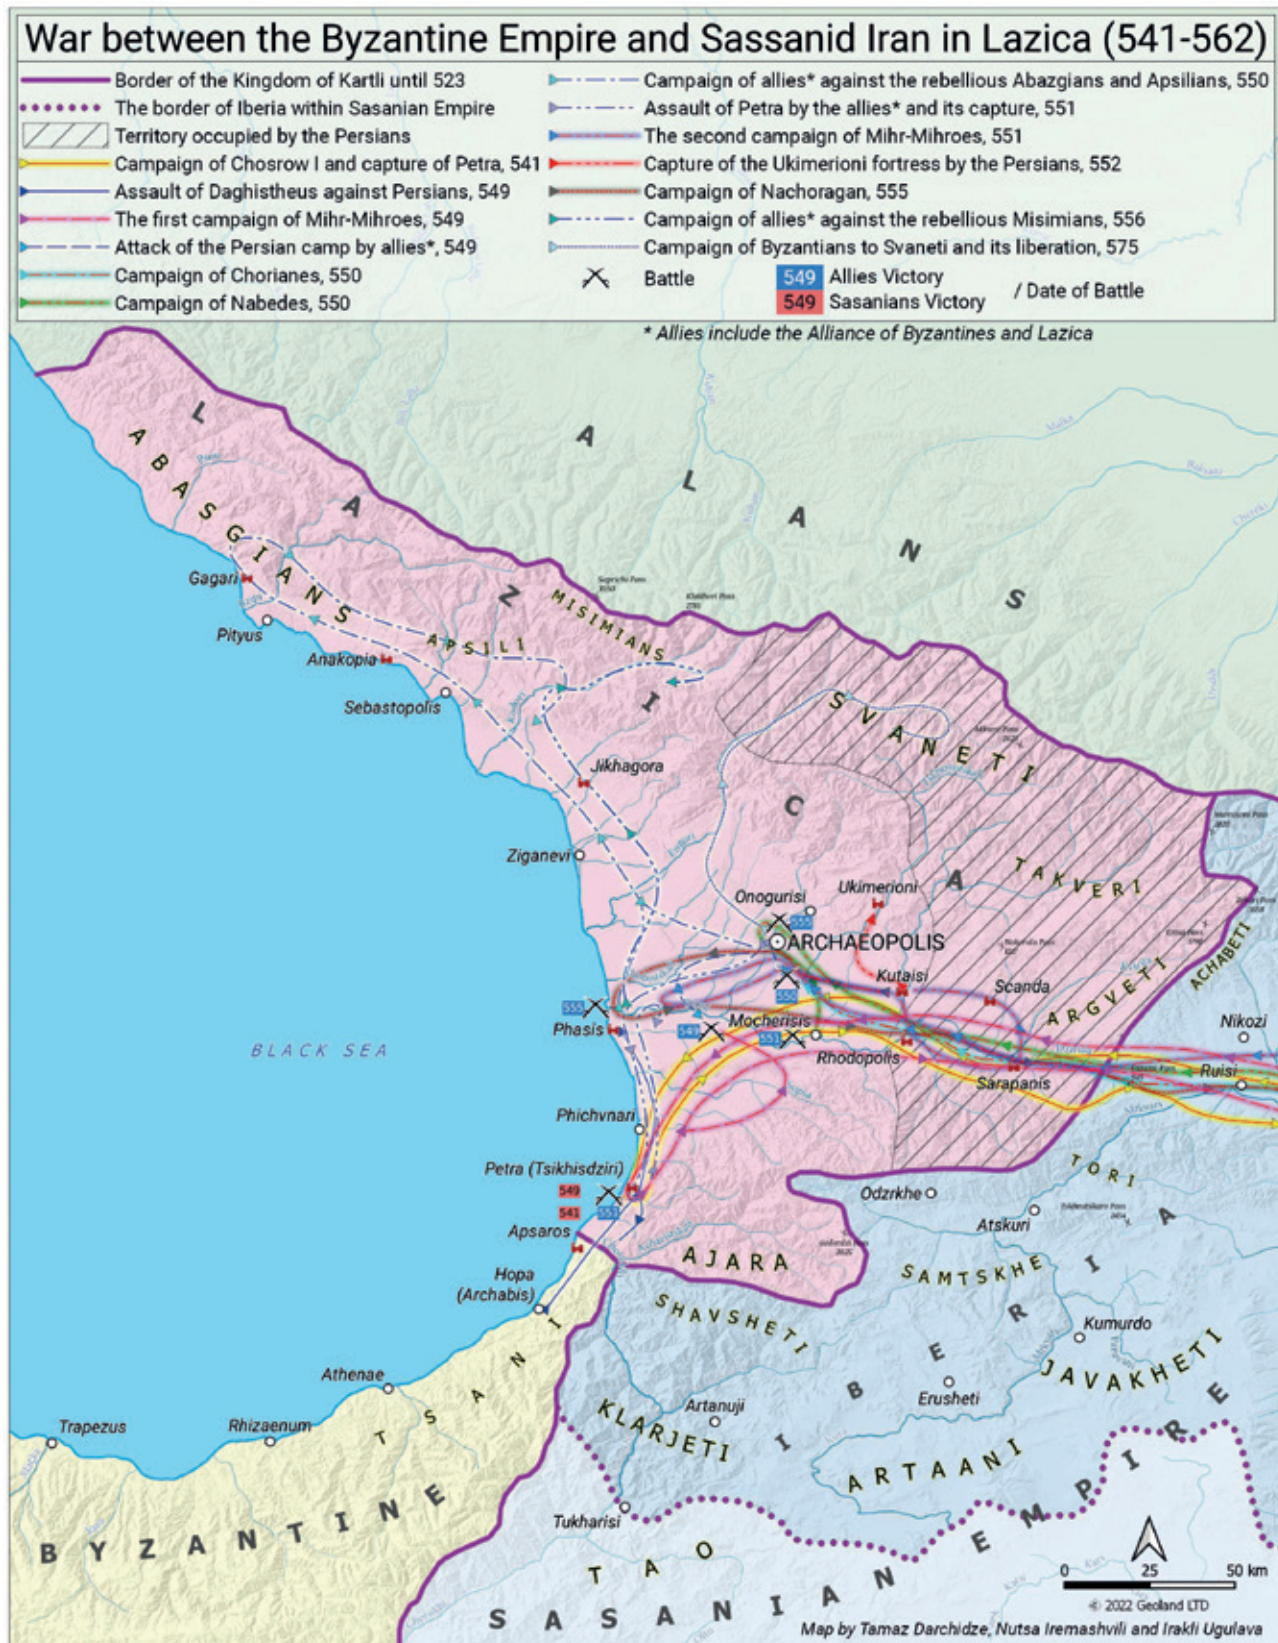 War between the Byzantine Empire and Sassanid Iran in Lazica (541-562)
Border of the Kingdom of Kartli until 523
The border of Iberia within Sasanian Empire
Territory occupied by the Persians
Campaign of Chosrow I and capture of Petra, 541
Assault of Daghistheus against Persians, 549
The first campaign of Mihr-Mihroes, 549
Attack of the Persian camp by allies*, 549
Campaign of Chorianes, 550
Campaign of Nabedes, 550
Campaign of allies* against the rebellious Abazgians and Apsilians, 550
Assault of Petra by the allies* and its capture, 551
The second campaign of Mihr-Mihroes, 551
Capture of the Ukimerioni fortress by the Persians, 552
Campaign of Nachoragan, 555
Campaign of allies* against the rebellious Misimians, 556
Campaign of Byzantians to Svaneti and its liberation, 575
Battle
549 Allies Victory
549 Sasanians Victory
/ Date of Battle
* Allies include the Alliance of Byzantines and Lazica
LAZICA
ALANS
ABASGIANS
MISIMIANS
APSILI
Gagari
Pityus
Anakopia
Sebastopolis
SVANETI
Jikhagora
Ziganevi
TAKVERI
Ukimerioni
Onogurisi
555
ARCHAEOPOLIS
ACHABETI
ARGVETI
Kutaisi
Scanda
550
555
Phasis
549
Mocherisis
551
Rhodopolis
Nikozi
Ruisi
Sarapanis
BLACK SEA
Phichvnari
Petra (Tsikhisdziri)
549
541
551
Apsaros
Odzrkhe
TORI
Atskuri
AJARA
SAMTSKHE
Hopa
(Archabis)
SHAVSHETI
IBERIA
Kumurdo
JAVAKHETI
Erusheti
Athenae
TSANI
Artanuji
KLARJETI
ARTAANI
Trapezus
Rhizaenum
Tukharisi
BYZANTINE
TAO
SASANIAN EMPIRE
0 25 50 km
© 2022 Geoland LTD
Map by Tamaz Darchidze, Nutsa Iremashvili and Irakli Ugulava